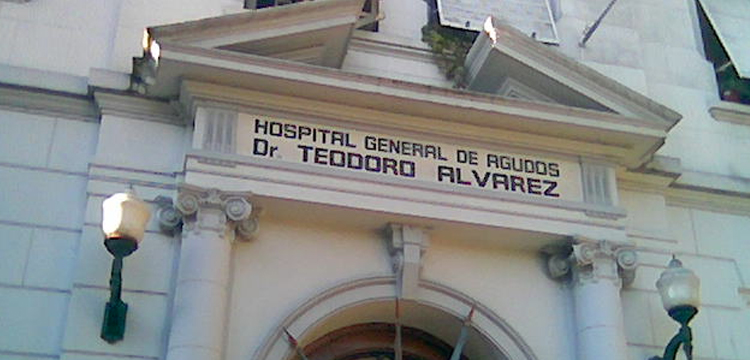 HOSPITAL GENERAL DE AGUDOS
Dr. TEODORO ALVAREZ